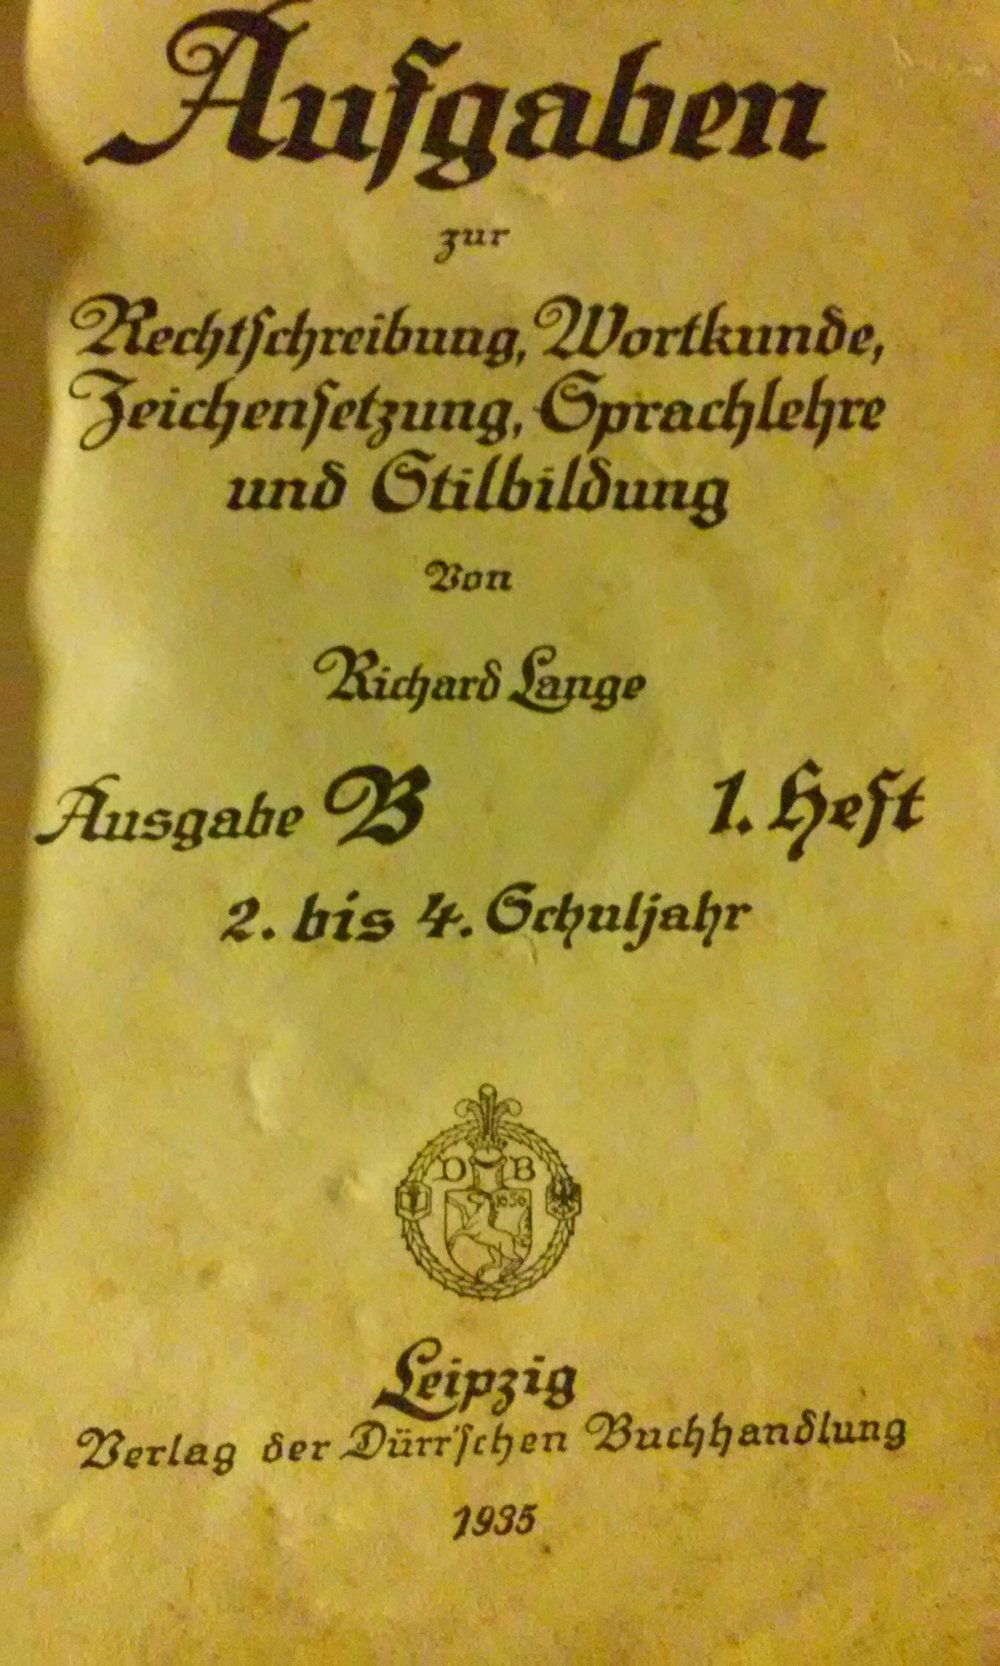 Aufgaben
zur
Rechtschreibung, Wortkunde,
Zeichensetzung, Sprachlehre
und Stilbildung
Von
Richard Lange
Ausgabe B 1. Heft
2. bis 4. Schuljahr
D B
1656
Leipzig
Verlag der Dürr'schen Buchhandlung
1935